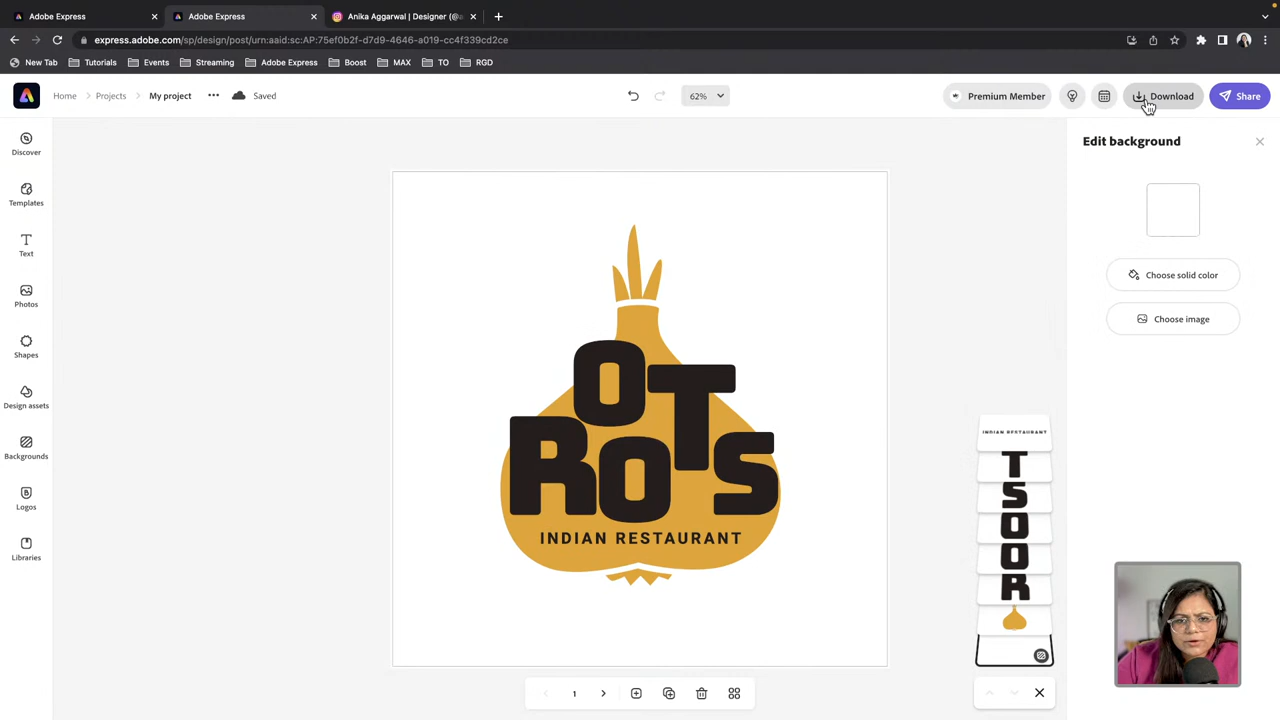 Adobe Express
Adobe Express
Anika Aggarwal | Designer (@a
express.adobe.com/sp/design/post/urn:aaid:sc:AP:75ef0b2f-d7d9-4646-a019-cc4f339cd2ce
New Tab
Tutorials
Events
Streaming
Adobe Express
Boost
MAX
TO
RGD
Home
Projects
My project
Saved
62%
Premium Member
Download
Share
Discover
Templates
Text
Photos
Shapes
Design assets
Backgrounds
Logos
Libraries
Edit background
Choose solid color
Choose image
ROOTS
INDIAN RESTAURANT
INDIAN RESTAURANT
T
S
O
O
R
1